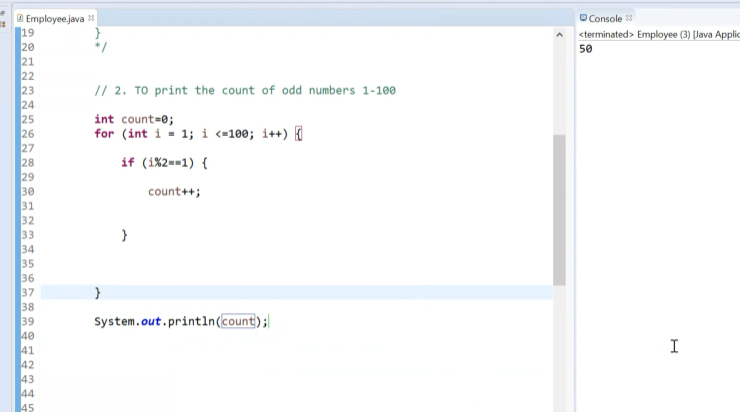 Employee.java
19 }
20 */
21
22
23 // 2. TO print the count of odd numbers 1-100
24
25 int count=0;
26 for (int i = 1; i <=100; i++) {
27
28 if (i%2==1) {
29
30 count++;
31
32
33 }
34
35
36
37 }
38
39 System.out.println(count);
40
41
42
43
44
45
Console
<terminated> Employee (3) [Java Applic
50